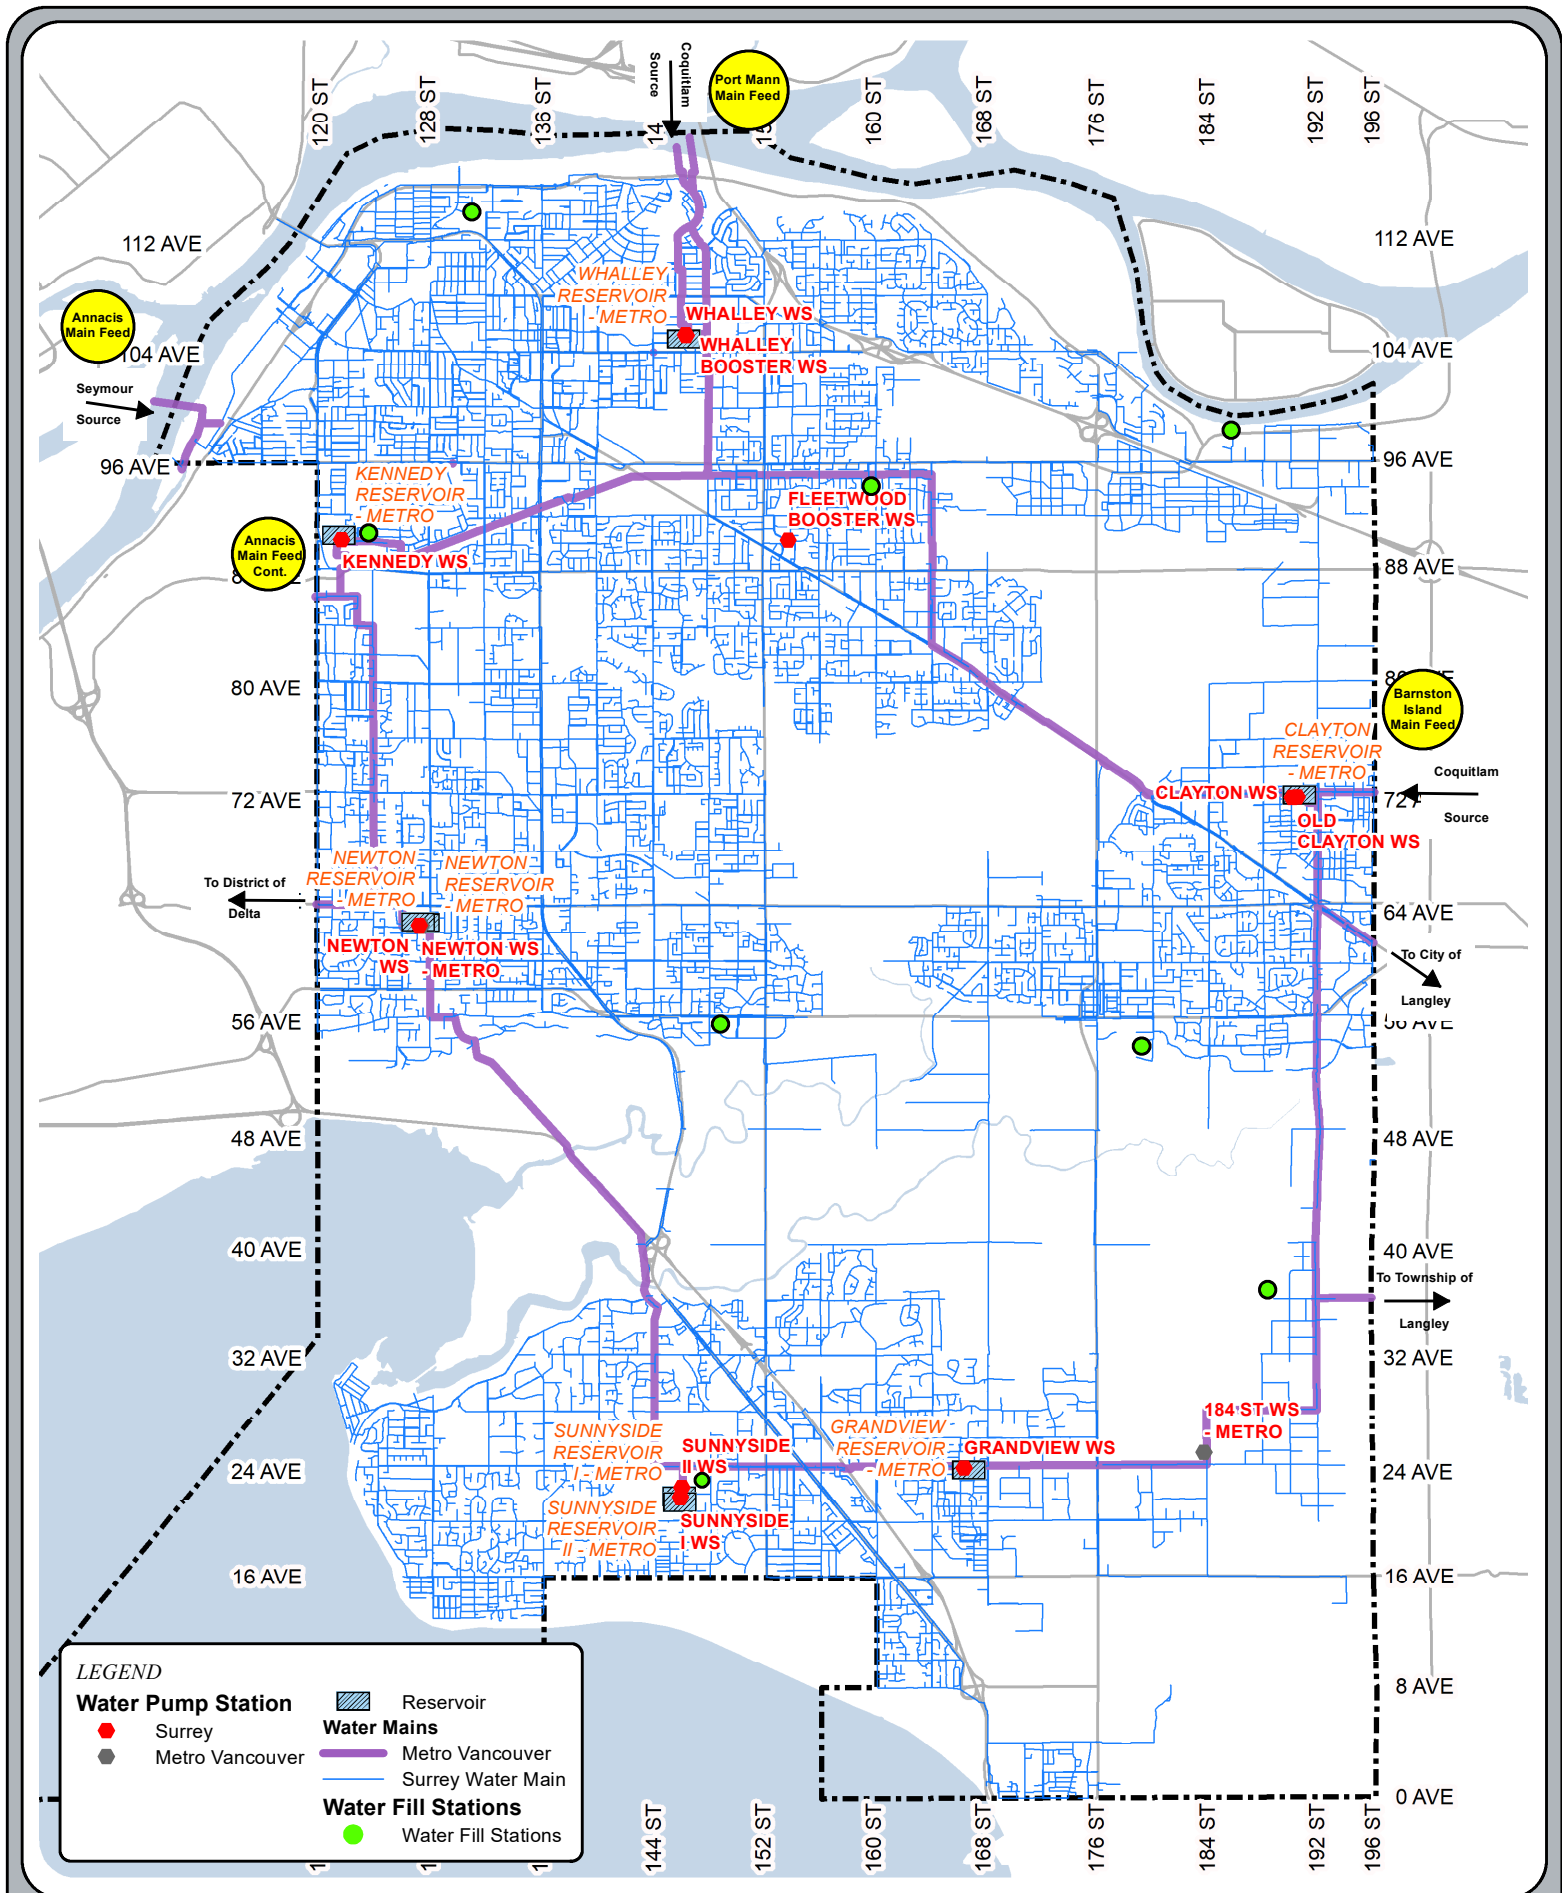 Coquitlam
Source
Port Mann
Main Feed
120 ST
128 ST
136 ST
160 ST
168 ST
176 ST
184 ST
192 ST
196 ST
112 AVE
112 AVE
WHALLEY
RESERVOIR
- METRO
WHALLEY WS
WHALLEY
BOOSTER WS
Annacis
Main Feed
104 AVE
104 AVE
Seymour
Source
96 AVE
96 AVE
KENNEDY
RESERVOIR
- METRO
KENNEDY WS
FLEETWOOD
BOOSTER WS
Annacis
Main Feed
Cont.
88 AVE
80 AVE
Barnston
Island
Main Feed
CLAYTON
RESERVOIR
- METRO
CLAYTON WS
OLD
CLAYTON WS
Coquitlam
Source
72 AVE
NEWTON
RESERVOIR
- METRO
NEWTON
RESERVOIR
- METRO
NEWTON
WS
NEWTON WS
- METRO
To District of
Delta
64 AVE
To City of
Langley
56 AVE
56 AVE
48 AVE
48 AVE
40 AVE
40 AVE
To Township of
Langley
32 AVE
32 AVE
184 ST WS
- METRO
SUNNYSIDE
RESERVOIR
I - METRO
SUNNYSIDE
II WS
GRANDVIEW
RESERVOIR
- METRO
GRANDVIEW WS
24 AVE
24 AVE
SUNNYSIDE
RESERVOIR
II - METRO
SUNNYSIDE
I WS
16 AVE
16 AVE
8 AVE
0 AVE
LEGEND
Water Pump Station
Surrey
Metro Vancouver
Reservoir
Water Mains
Metro Vancouver
Surrey Water Main
Water Fill Stations
Water Fill Stations
144 ST
152 ST
160 ST
168 ST
176 ST
184 ST
192 ST
196 ST